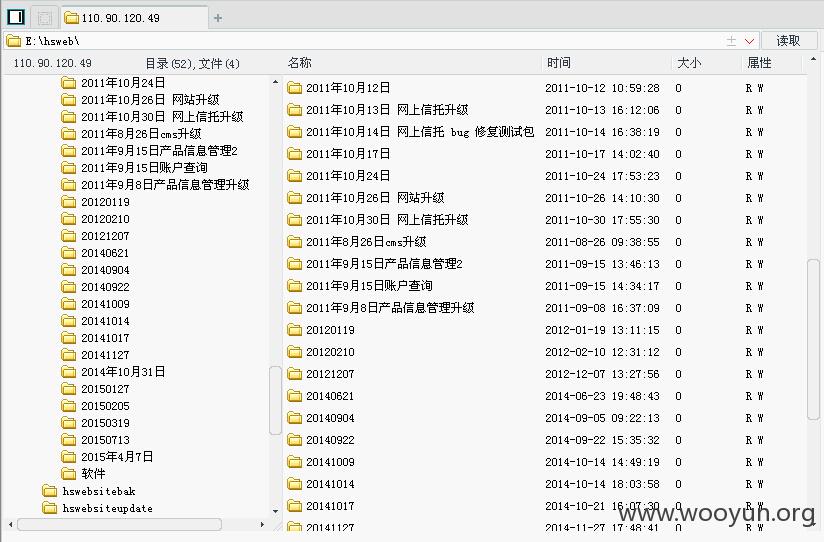 110.90.120.49
E:\hsweb\
读取
110.90.120.49 目录(52),文件(4)
名称 时间 大小 属性
2011年10月24日
2011年10月26日 网站升级
2011年10月30日 网上信托升级
2011年8月26日cms升级
2011年9月15日产品信息管理2
2011年9月15日账户查询
2011年9月8日产品信息管理升级
20120119
20120210
20121207
20140621
20140904
20140922
20141009
20141014
20141017
20141127
2014年10月31日
20150127
20150205
20150319
20150713
2015年4月7日
软件
hswebsitebak
hswebsiteupdate
2011年10月12日 2011-10-12 10:59:28 0 R W
2011年10月13日 网上信托升级 2011-10-13 16:12:06 0 R W
2011年10月14日 网上信托 bug 修复测试包 2011-10-14 16:38:19 0 R W
2011年10月17日 2011-10-17 14:02:40 0 R W
2011年10月24日 2011-10-24 17:53:23 0 R W
2011年10月26日 网站升级 2011-10-26 14:10:30 0 R W
2011年10月30日 网上信托升级 2011-10-30 17:55:30 0 R W
2011年8月26日cms升级 2011-08-26 09:38:55 0 R W
2011年9月15日产品信息管理2 2011-09-15 13:46:13 0 R W
2011年9月15日账户查询 2011-09-15 14:34:17 0 R W
2011年9月8日产品信息管理升级 2011-09-08 16:37:09 0 R W
20120119 2012-01-19 13:11:15 0 R W
20120210 2012-02-10 12:31:12 0 R W
20121207 2012-12-07 13:27:56 0 R W
20140621 2014-06-23 19:48:43 0 R W
20140904 2014-09-05 09:22:13 0 R W
20140922 2014-09-22 15:35:32 0 R W
20141009 2014-10-14 14:49:19 0 R W
20141014 2014-10-14 18:03:58 0 R W
20141017 2014-10-21 16:07:30 0 R W
20141127 2014-11-27 17:48:41 0 R W
www.wooyun.org